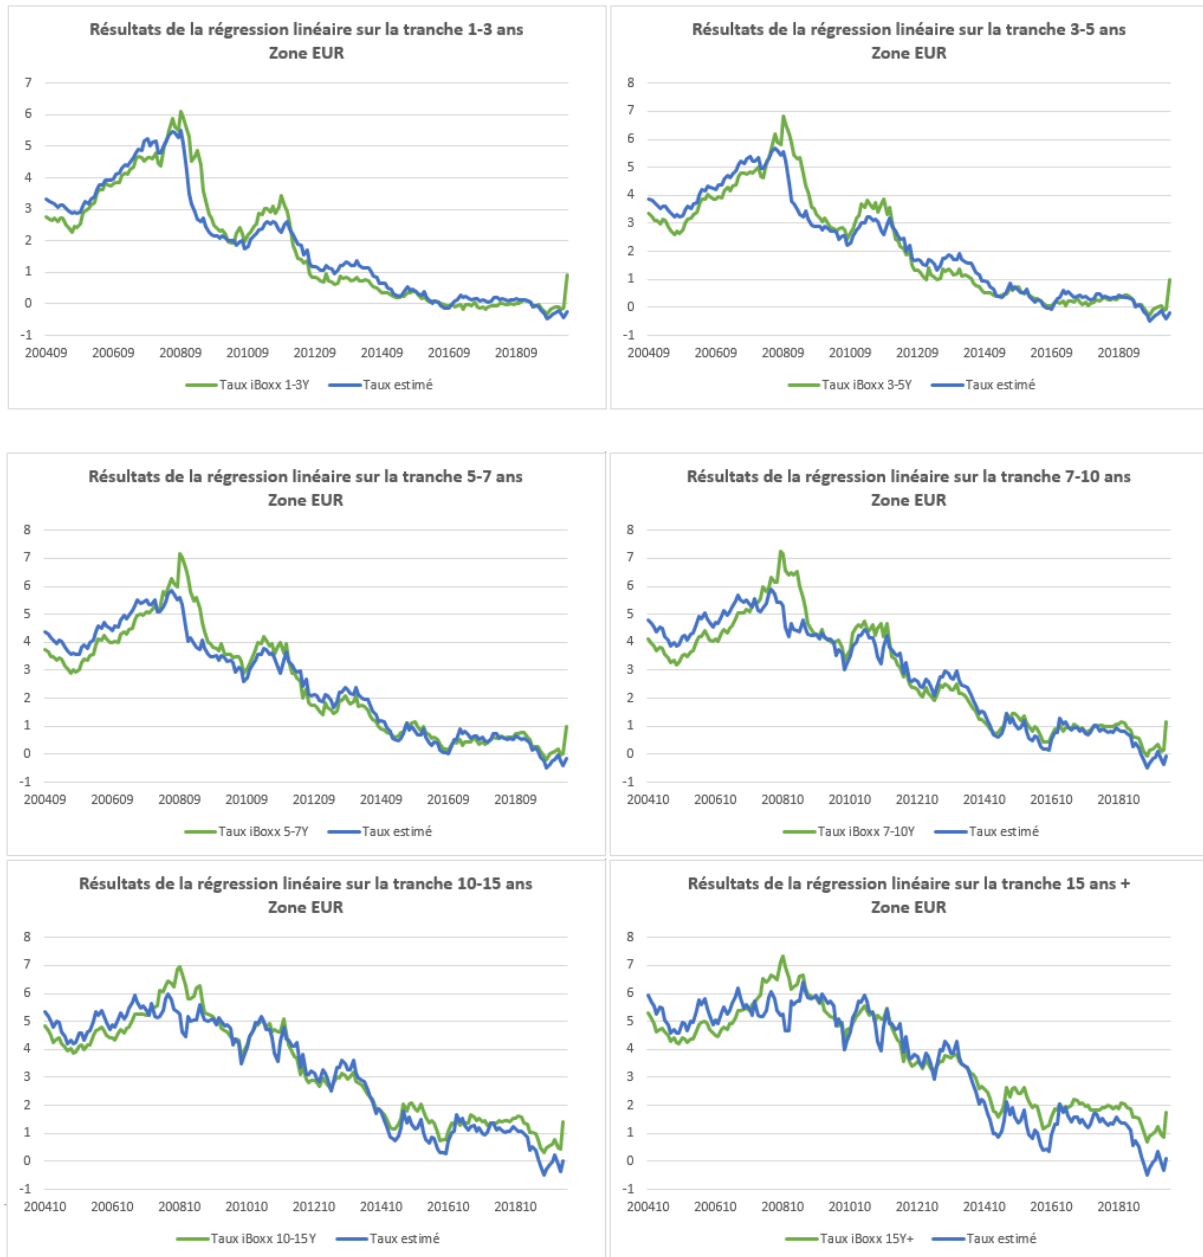 Résultats de la régression linéaire sur la tranche 1-3 ans
Zone EUR
7
6
5
4
3
2
1
0
-1
200409 200609 200809 201009 201209 201409 201609 201809
Taux iBoxx 1-3Y Taux estimé
Résultats de la régression linéaire sur la tranche 3-5 ans
Zone EUR
8
7
6
5
4
3
2
1
0
-1
200409 200609 200809 201009 201209 201409 201609 201809
Taux iBoxx 3-5Y Taux estimé
Résultats de la régression linéaire sur la tranche 5-7 ans
Zone EUR
8
7
6
5
4
3
2
1
0
-1
200409 200609 200809 201009 201209 201409 201609 201809
Taux iBoxx 5-7Y Taux estimé
Résultats de la régression linéaire sur la tranche 7-10 ans
Zone EUR
8
7
6
5
4
3
2
1
0
-1
200410 200610 200810 201010 201210 201410 201610 201810
Taux iBoxx 7-10Y Taux estimé
Résultats de la régression linéaire sur la tranche 10-15 ans
Zone EUR
8
7
6
5
4
3
2
1
0
-1
200410 200610 200810 201010 201210 201410 201610 201810
Taux iBoxx 10-15Y Taux estimé
Résultats de la régression linéaire sur la tranche 15 ans +
Zone EUR
8
7
6
5
4
3
2
1
0
-1
200410 200610 200810 201010 201210 201410 201610 201810
Taux iBoxx 15Y+ Taux estimé